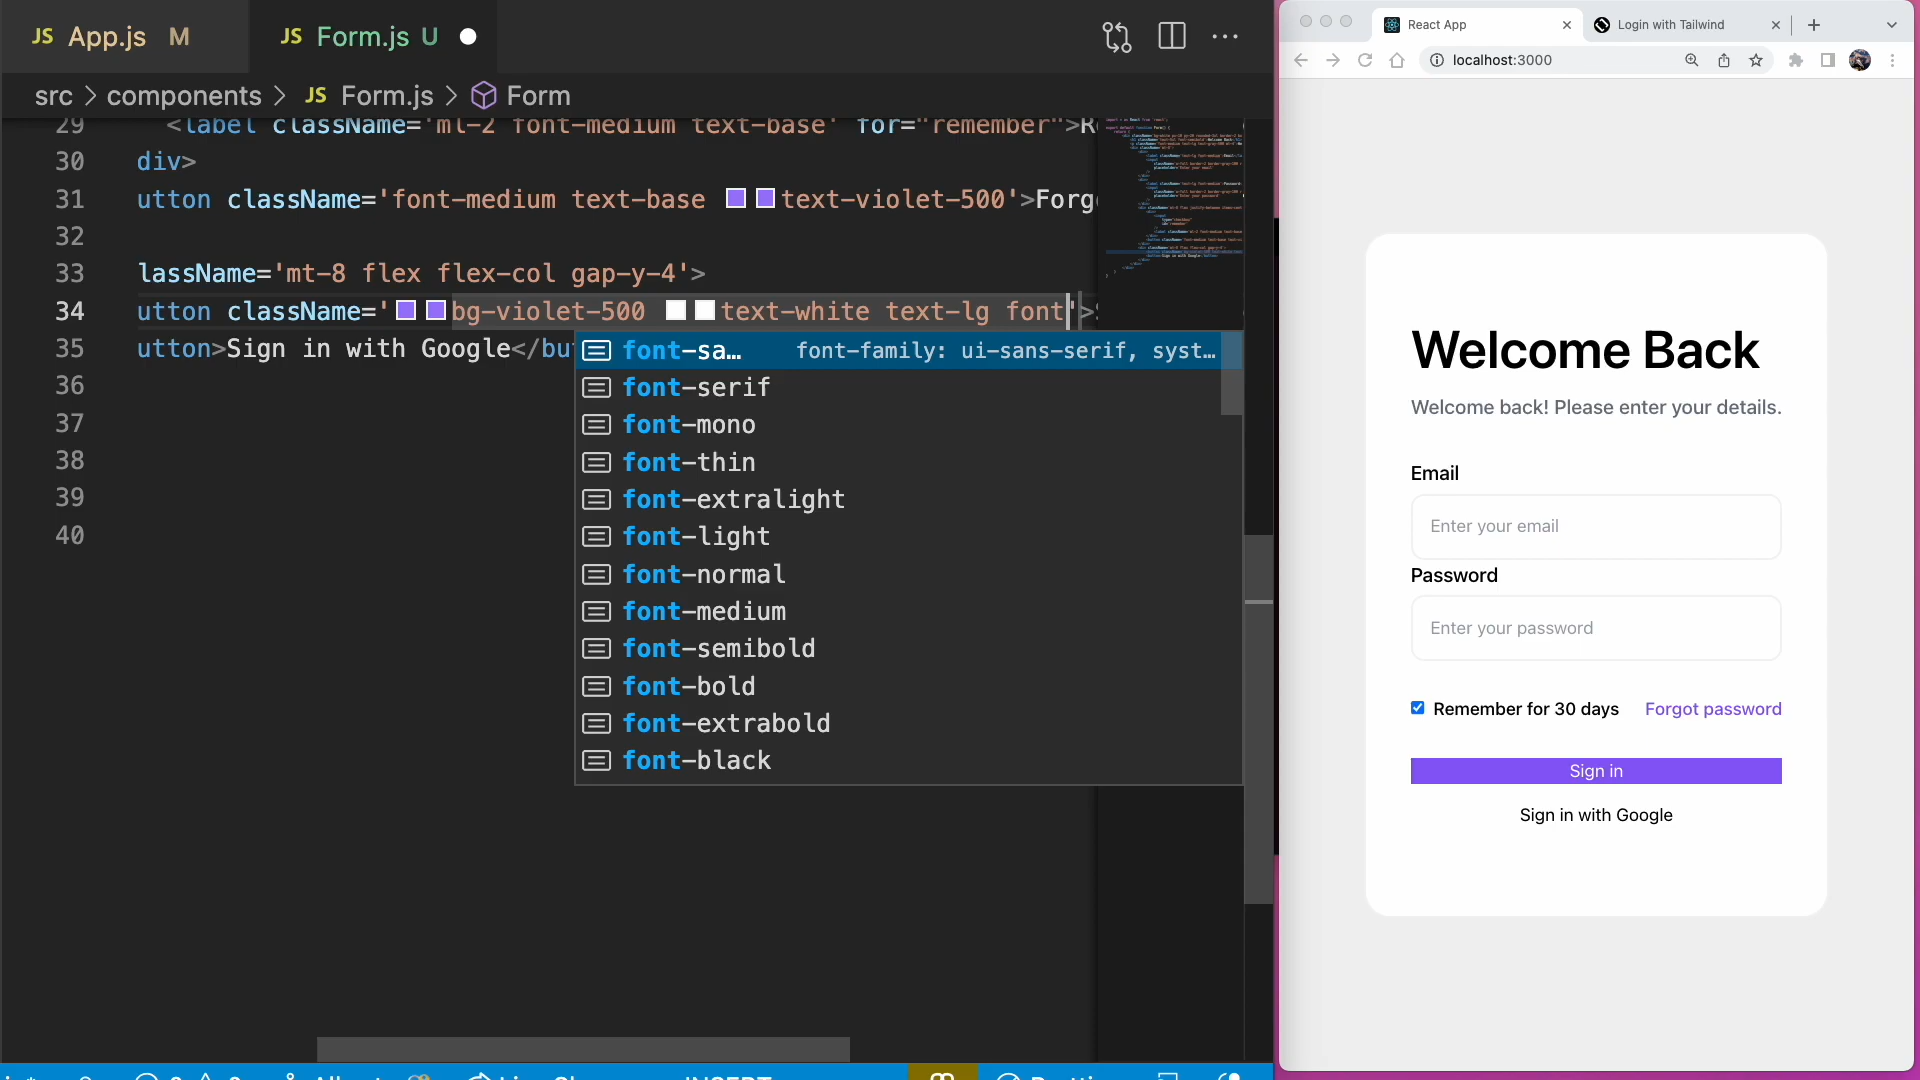 JS App.js M
JS Form.js U
src > components > JS Form.js > Form
29 <label className='ml-2 font-medium text-base' for="remember">R
30 div>
31 utton className='font-medium text-base text-violet-500'>Forg
32
33 lassName='mt-8 flex flex-col gap-y-4'>
34 utton className='bg-violet-500 text-white text-lg font'>
35 utton>Sign in with Google</bu
36
37
38
39
40
font-sa… font-family: ui-sans-serif, syst…
font-serif
font-mono
font-thin
font-extralight
font-light
font-normal
font-medium
font-semibold
font-bold
font-extrabold
font-black
React App
Login with Tailwind
localhost:3000
Welcome Back
Welcome back! Please enter your details.
Email
Enter your email
Password
Enter your password
Remember for 30 days
Forgot password
Sign in
Sign in with Google